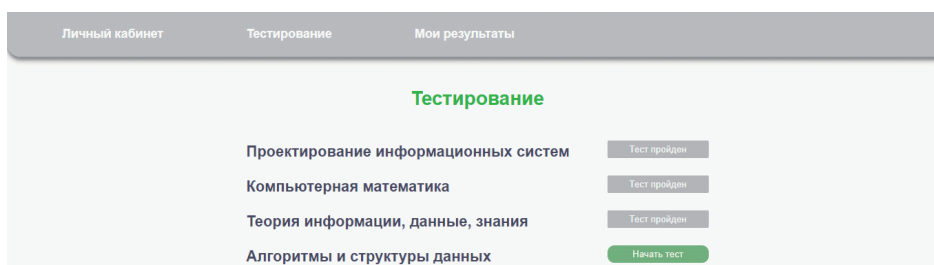 Личный кабинет Тестирование Мои результаты
Тестирование
Проектирование информационных систем Тест пройден
Компьютерная математика Тест пройден
Теория информации, данные, знания Тест пройден
Алгоритмы и структуры данных Начать тест